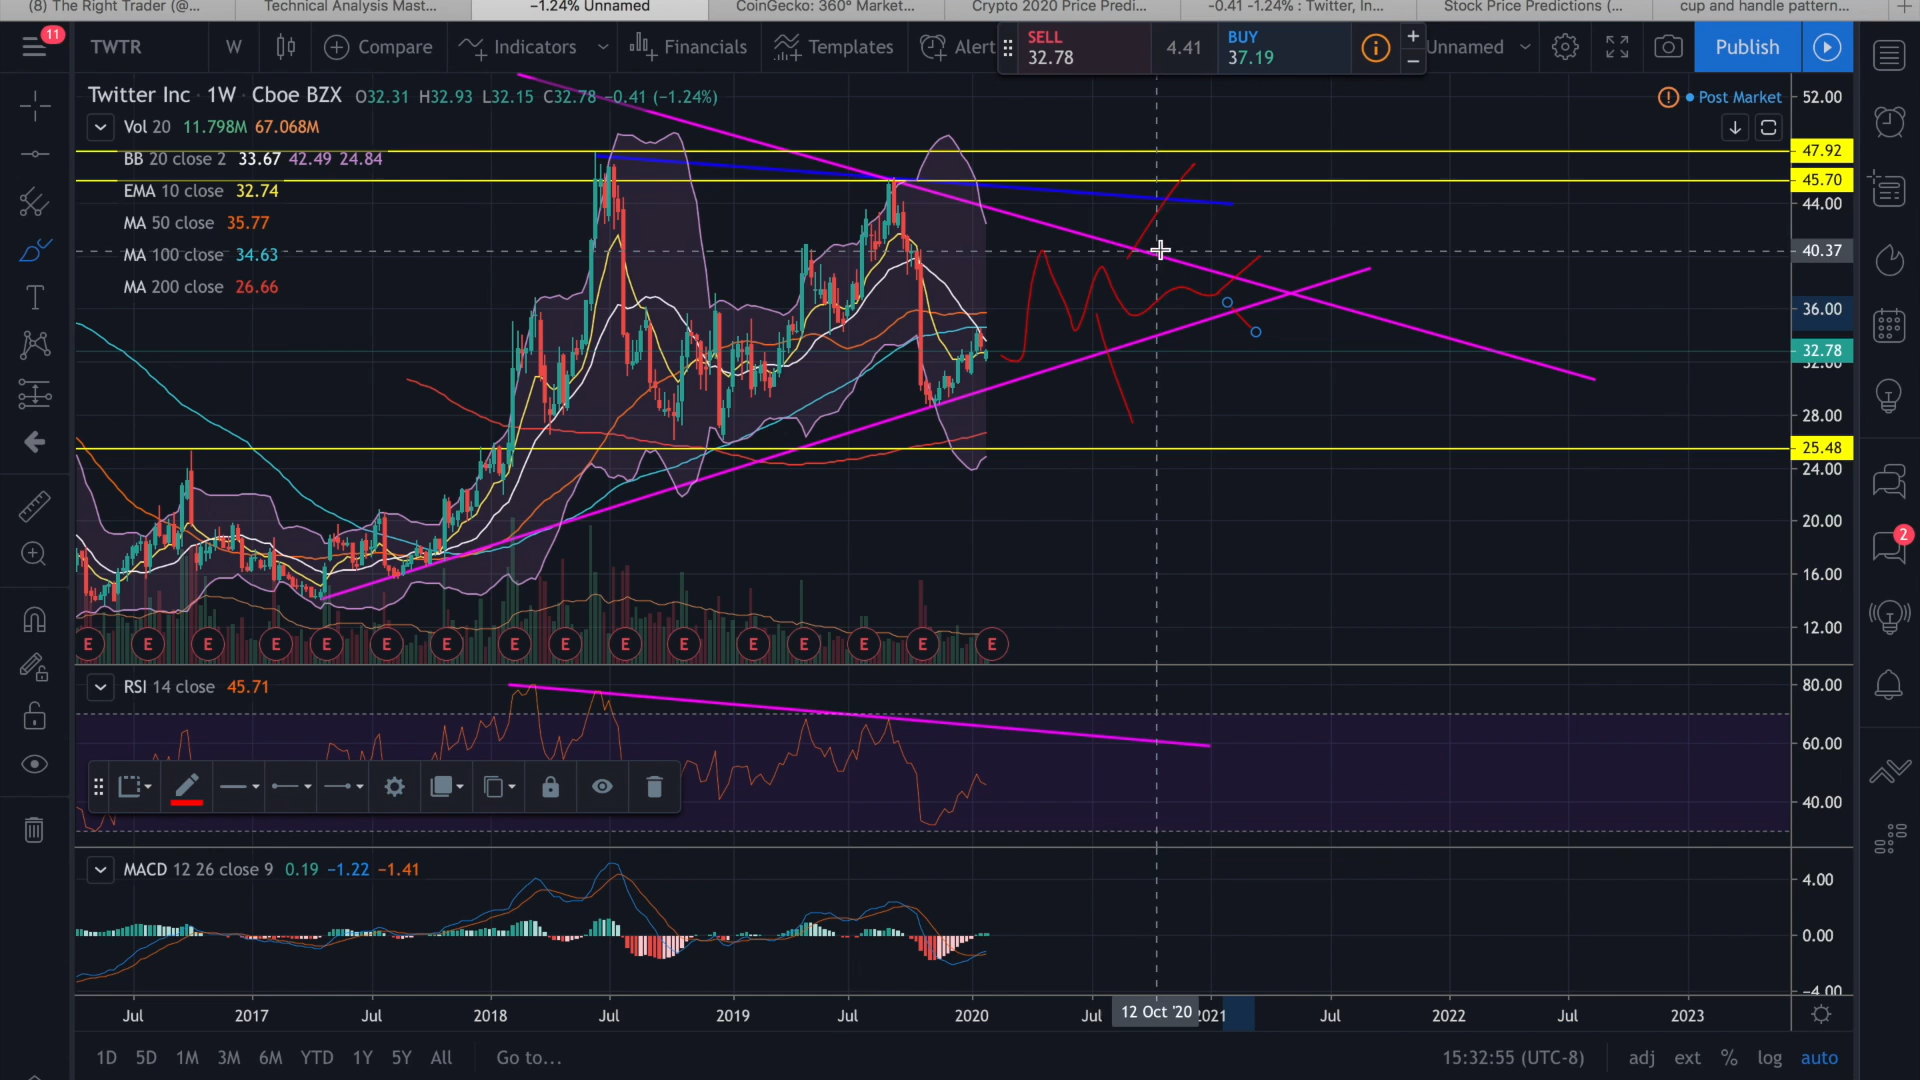 (8) The Right Trader (@...
Technical Analysis Mast...
−1.24% Unnamed
CoinGecko: 360° Market...
Crypto 2020 Price Predi...
-0.41 -1.24% : Twitter, In...
Stock Price Predictions (...
cup and handle pattern...
11
TWTR
W
Compare
Indicators
Financials
Templates
Alert
SELL
32.78
4.41
BUY
37.19
Unnamed
Publish
Twitter Inc · 1W · Cboe BZX O32.31 H32.93 L32.15 C32.78 −0.41 (−1.24%)
Post Market
Vol 20 11.798M 67.068M
BB 20 close 2 33.67 42.49 24.84
EMA 10 close 32.74
MA 50 close 35.77
MA 100 close 34.63
MA 200 close 26.66
52.00
47.92
45.70
44.00
40.37
36.00
32.78
32.00
28.00
25.48
24.00
20.00
16.00
12.00
E E E E E E E E E E E E E E E E
RSI 14 close 45.71
80.00
60.00
40.00
MACD 12 26 close 9 0.19 −1.22 −1.41
4.00
0.00
−4.00
2
Jul 2017 Jul 2018 Jul 2019 Jul 2020 Jul 12 Oct '20 2021 Jul 2022 Jul 2023
1D 5D 1M 3M 6M YTD 1Y 5Y All Go to...
15:32:55 (UTC-8) adj ext % log auto